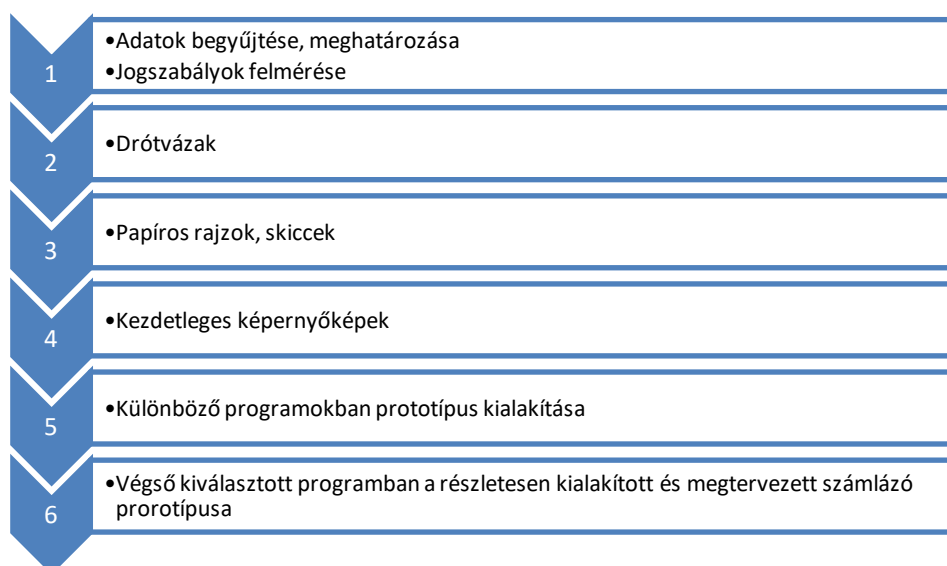 1
•Adatok begyűjtése, meghatározása
•Jogszabályok felmérése
2
•Drótvázak
3
•Papíros rajzok, skiccek
4
•Kezdetleges képernyőképek
5
•Különböző programokban prototípus kialakítása
6
•Végső kiválasztott programban a részletesen kialakított és megtervezett számlázó
prorotípusa